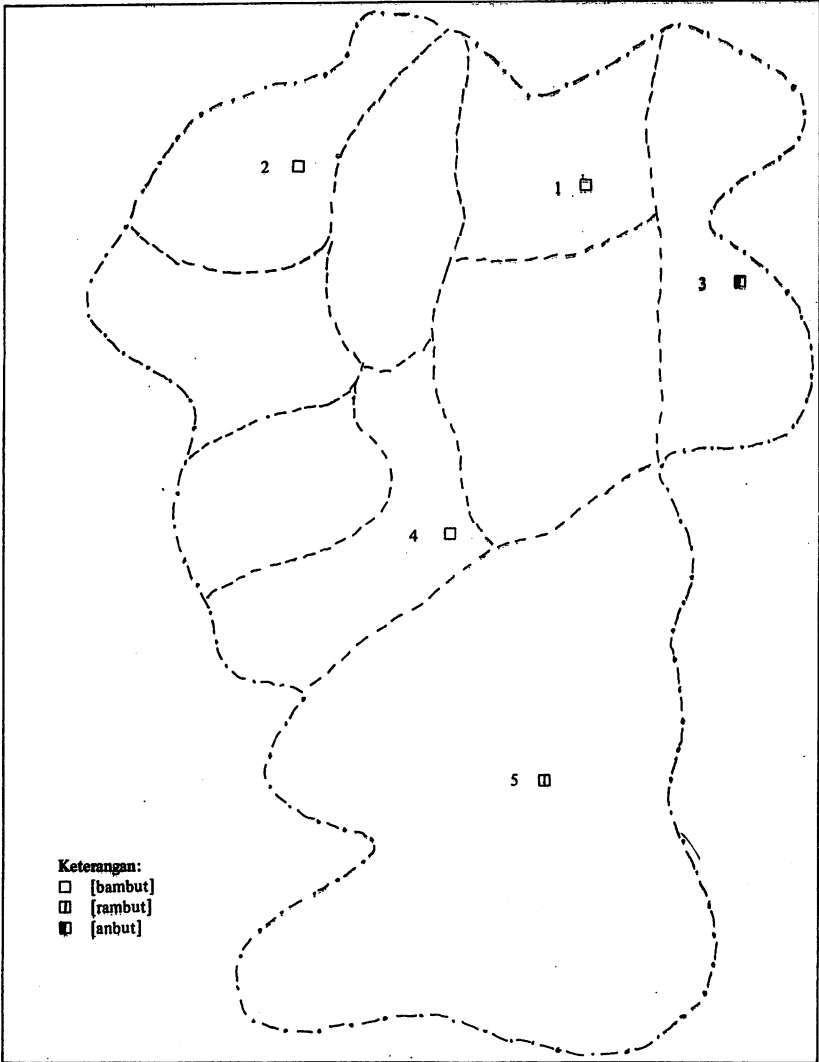 2 □
1 □
3 ◧
4 □
5 ◫
Keterangan:
□ [bambut]
◫ [rambut]
◧ [anbut]